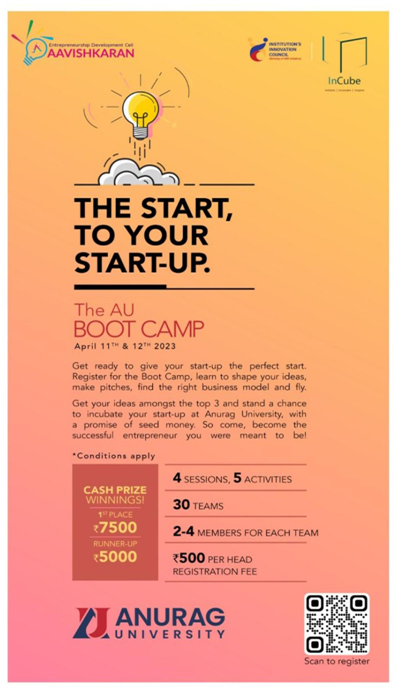 Entrepreneurship Development Cell
AAVISHKARAN
INSTITUTION'S
INNOVATION
COUNCIL
InCube
THE START,
TO YOUR
START-UP.
The AU
BOOT CAMP
April 11TH & 12TH 2023
Get ready to give your start-up the perfect start.
Register for the Boot Camp, learn to shape your ideas,
make pitches, find the right business model and fly.
Get your ideas amongst the top 3 and stand a chance
to incubate your start-up at Anurag University, with
a promise of seed money. So come, become the
successful entrepreneur you were meant to be!
*Conditions apply
CASH PRIZE
WINNINGS!
1ST PLACE
₹7500
RUNNER-UP
₹5000
4 SESSIONS, 5 ACTIVITIES
30 TEAMS
2-4 MEMBERS FOR EACH TEAM
₹500 PER HEAD
REGISTRATION FEE
ANURAG
UNIVERSITY
Scan to register